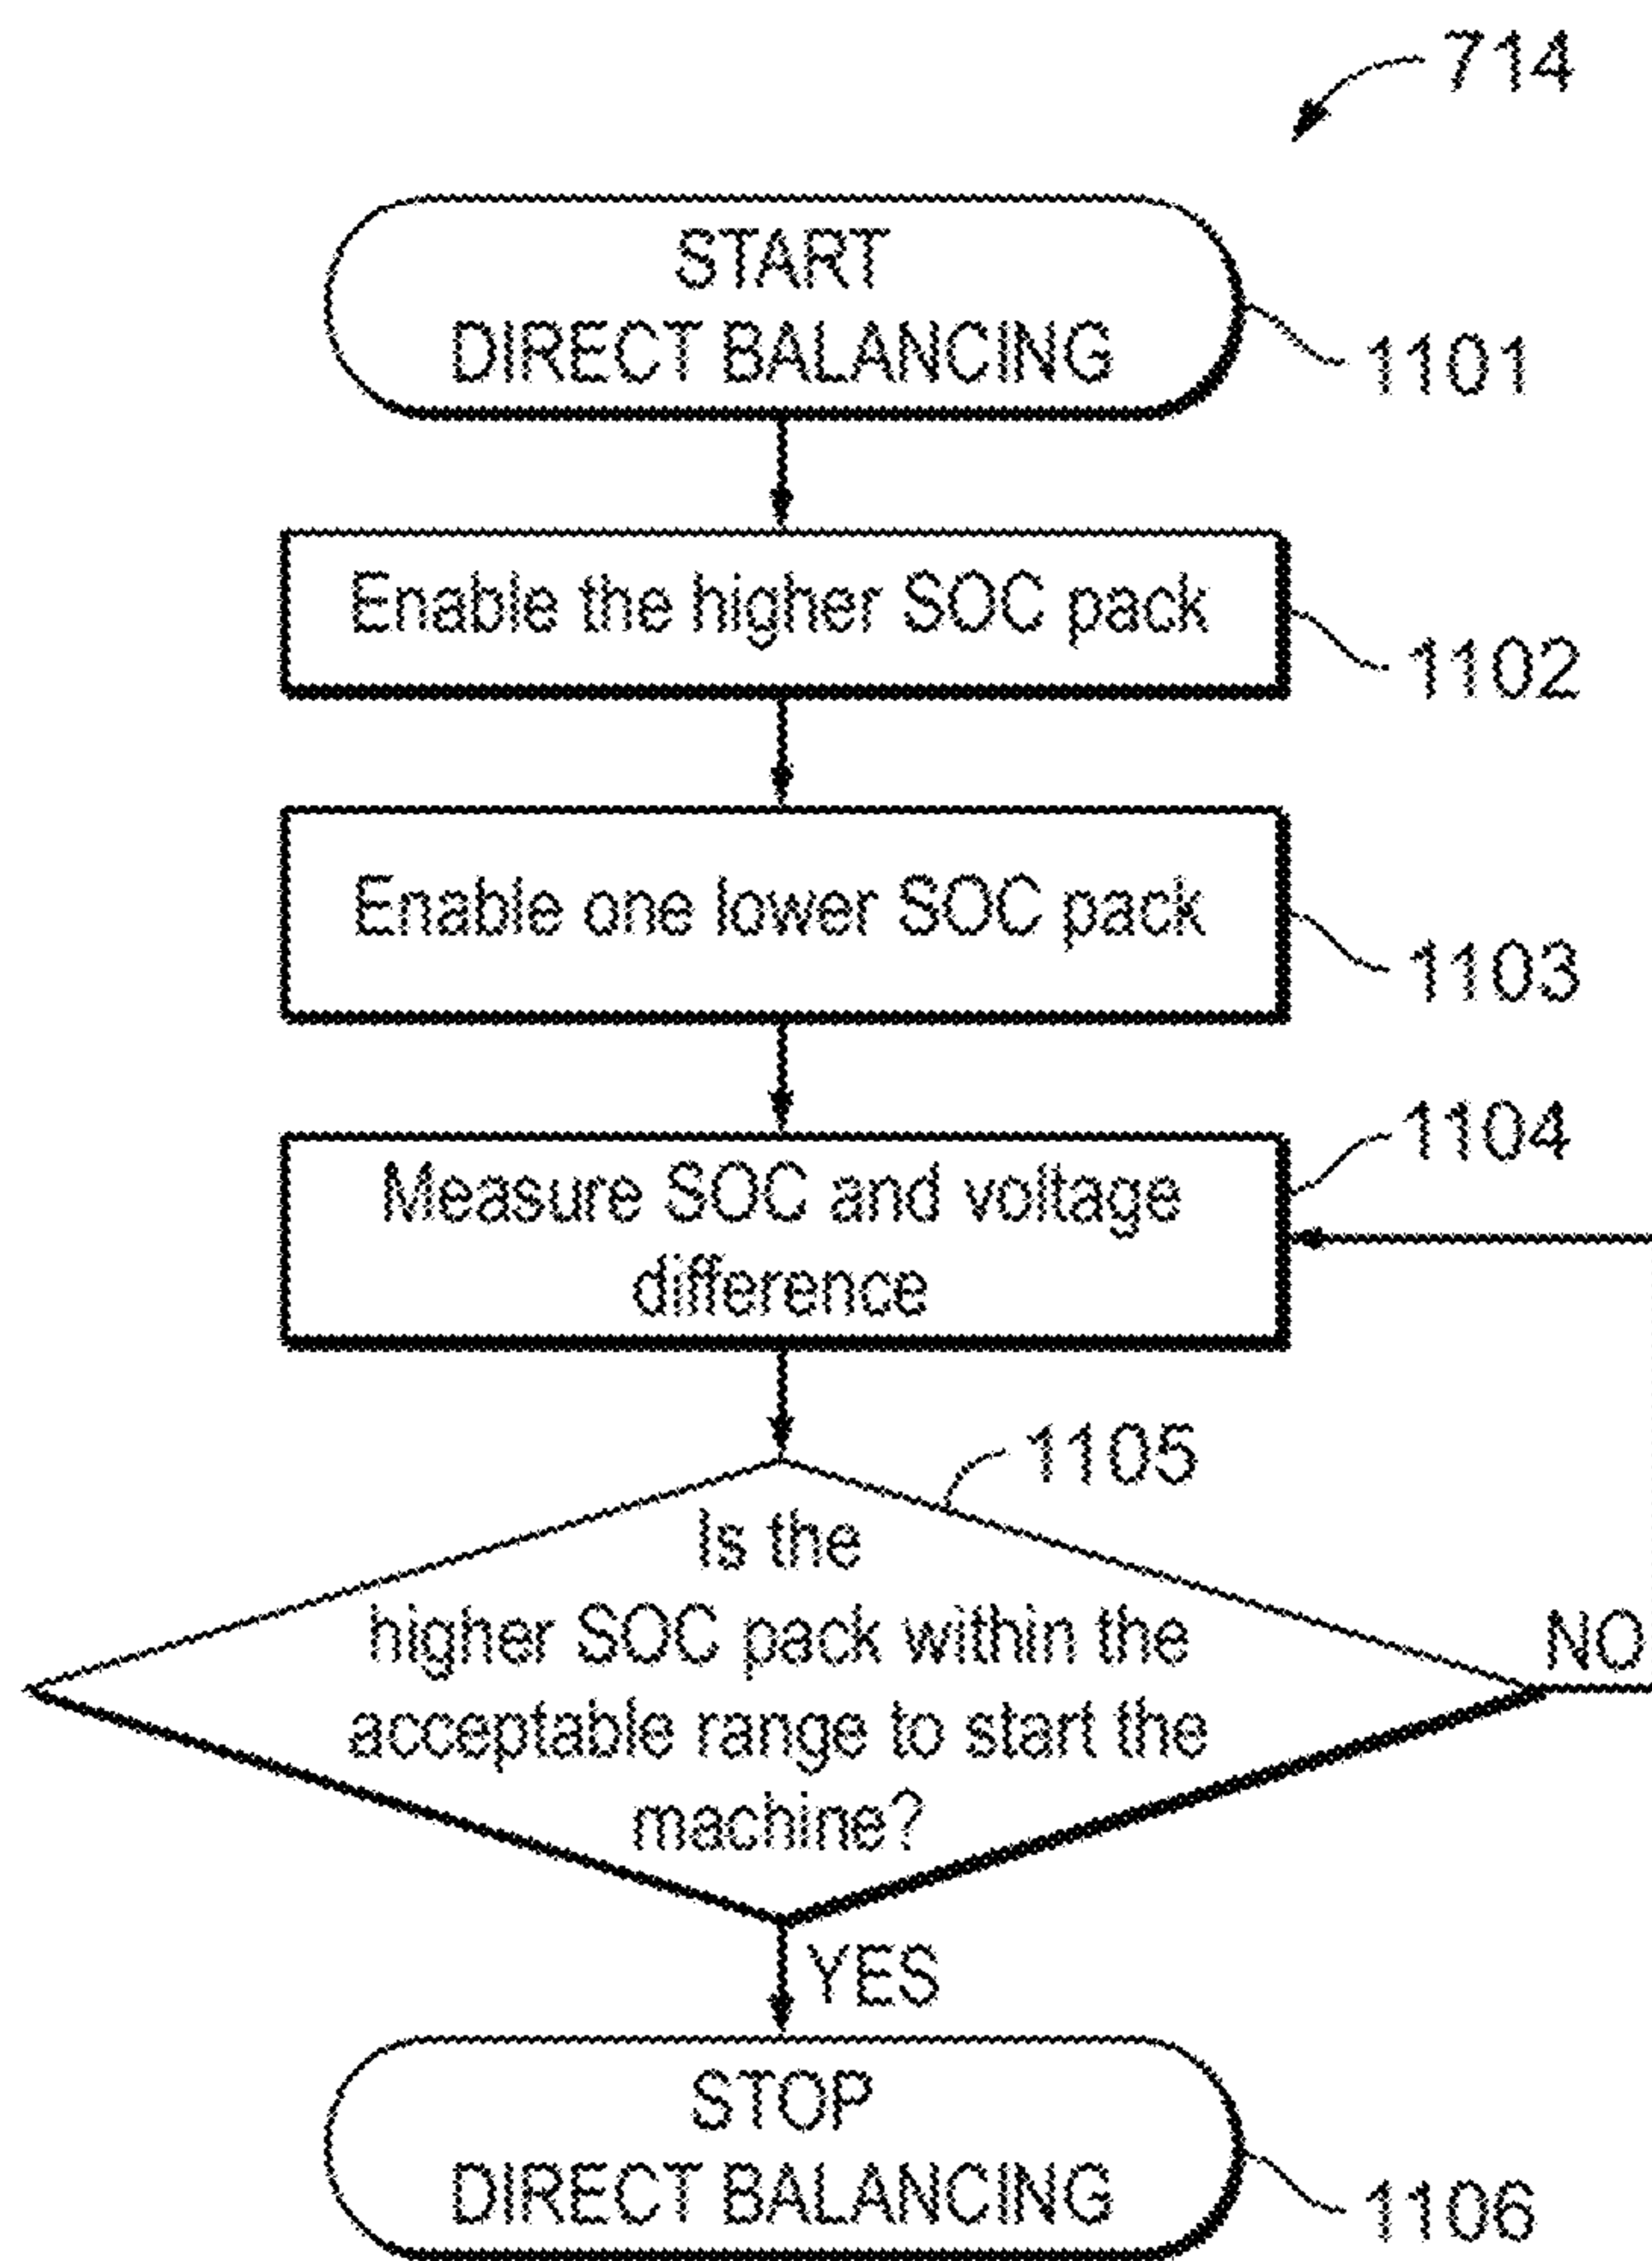 714
START
DIRECT BALANCING
1101
Enable the higher SOC pack
1102
Enable one lower SOC pack
1103
1104
Measure SOC and voltage
difference
1105
Is the
higher SOC pack within the
acceptable range to start the
machine?
NO
YES
STOP
DIRECT BALANCING
1106